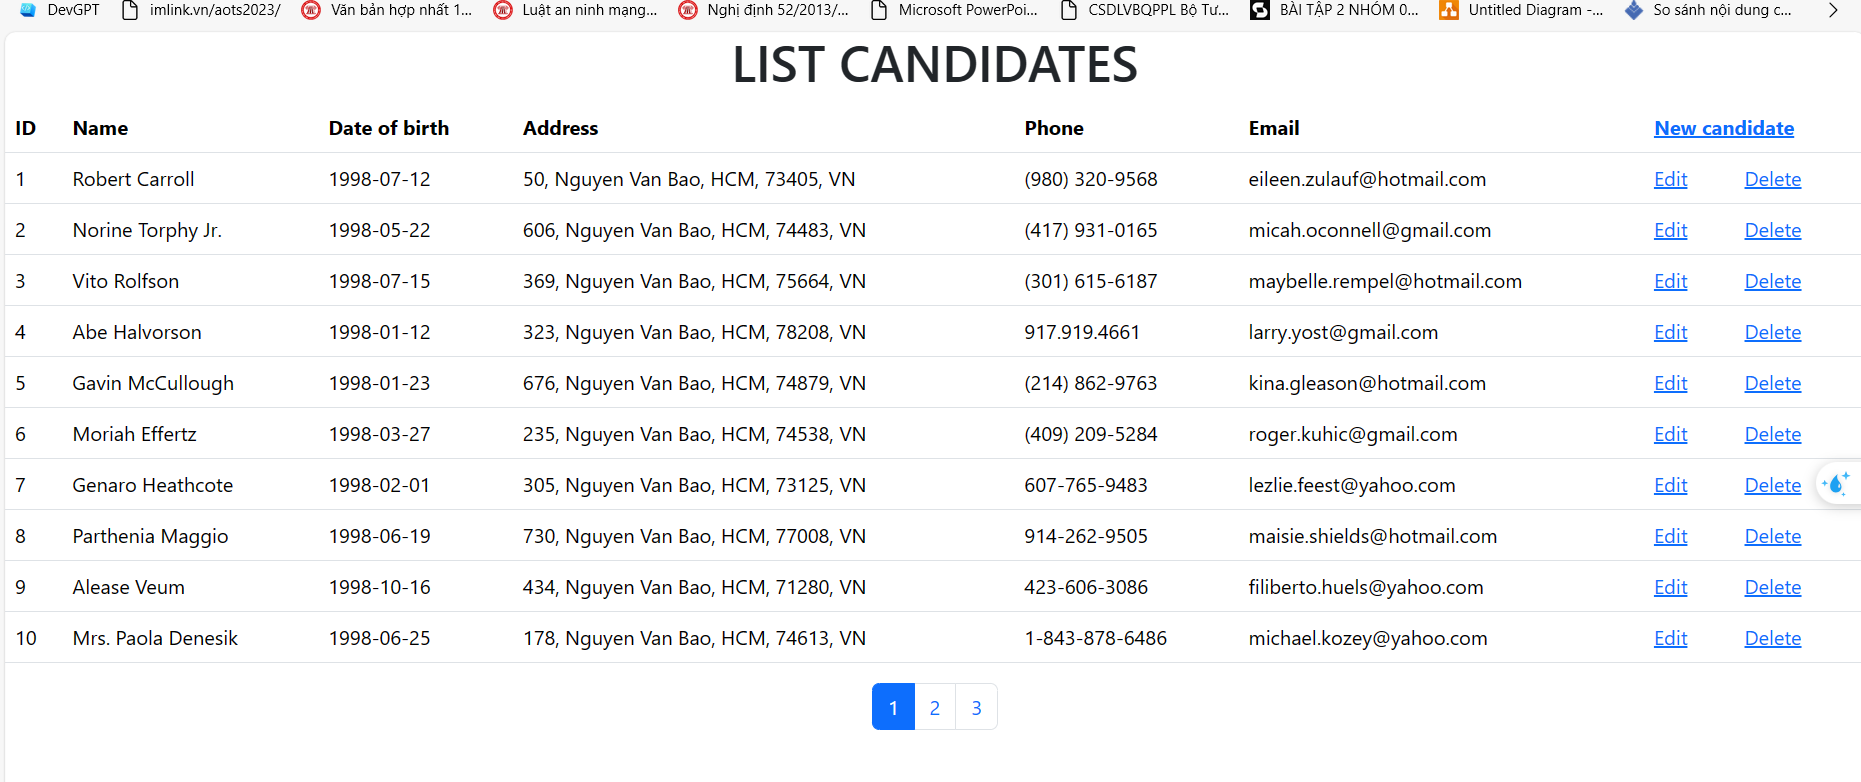 DevGPT imlink.vn/aots2023/ Văn bản hợp nhất 1... Luật an ninh mạng... Nghị định 52/2013/... Microsoft PowerPoi... CSDLVBQPPL Bộ Tư... BÀI TẬP 2 NHÓM 0... Untitled Diagram -... So sánh nội dung c...
LIST CANDIDATES
ID Name Date of birth Address Phone Email New candidate
1 Robert Carroll 1998-07-12 50, Nguyen Van Bao, HCM, 73405, VN (980) 320-9568 eileen.zulauf@hotmail.com Edit Delete
2 Norine Torphy Jr. 1998-05-22 606, Nguyen Van Bao, HCM, 74483, VN (417) 931-0165 micah.oconnell@gmail.com Edit Delete
3 Vito Rolfson 1998-07-15 369, Nguyen Van Bao, HCM, 75664, VN (301) 615-6187 maybelle.rempel@hotmail.com Edit Delete
4 Abe Halvorson 1998-01-12 323, Nguyen Van Bao, HCM, 78208, VN 917.919.4661 larry.yost@gmail.com Edit Delete
5 Gavin McCullough 1998-01-23 676, Nguyen Van Bao, HCM, 74879, VN (214) 862-9763 kina.gleason@hotmail.com Edit Delete
6 Moriah Effertz 1998-03-27 235, Nguyen Van Bao, HCM, 74538, VN (409) 209-5284 roger.kuhic@gmail.com Edit Delete
7 Genaro Heathcote 1998-02-01 305, Nguyen Van Bao, HCM, 73125, VN 607-765-9483 lezlie.feest@yahoo.com Edit Delete
8 Parthenia Maggio 1998-06-19 730, Nguyen Van Bao, HCM, 77008, VN 914-262-9505 maisie.shields@hotmail.com Edit Delete
9 Alease Veum 1998-10-16 434, Nguyen Van Bao, HCM, 71280, VN 423-606-3086 filiberto.huels@yahoo.com Edit Delete
10 Mrs. Paola Denesik 1998-06-25 178, Nguyen Van Bao, HCM, 74613, VN 1-843-878-6486 michael.kozey@yahoo.com Edit Delete
1 2 3